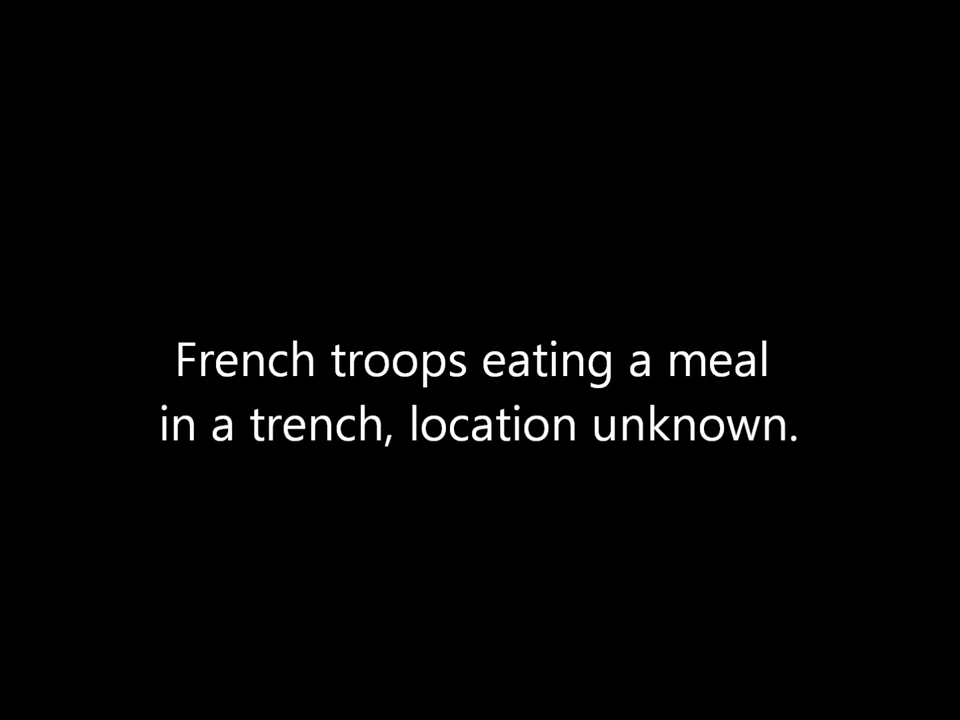 French troops eating a meal
in a trench, location unknown.